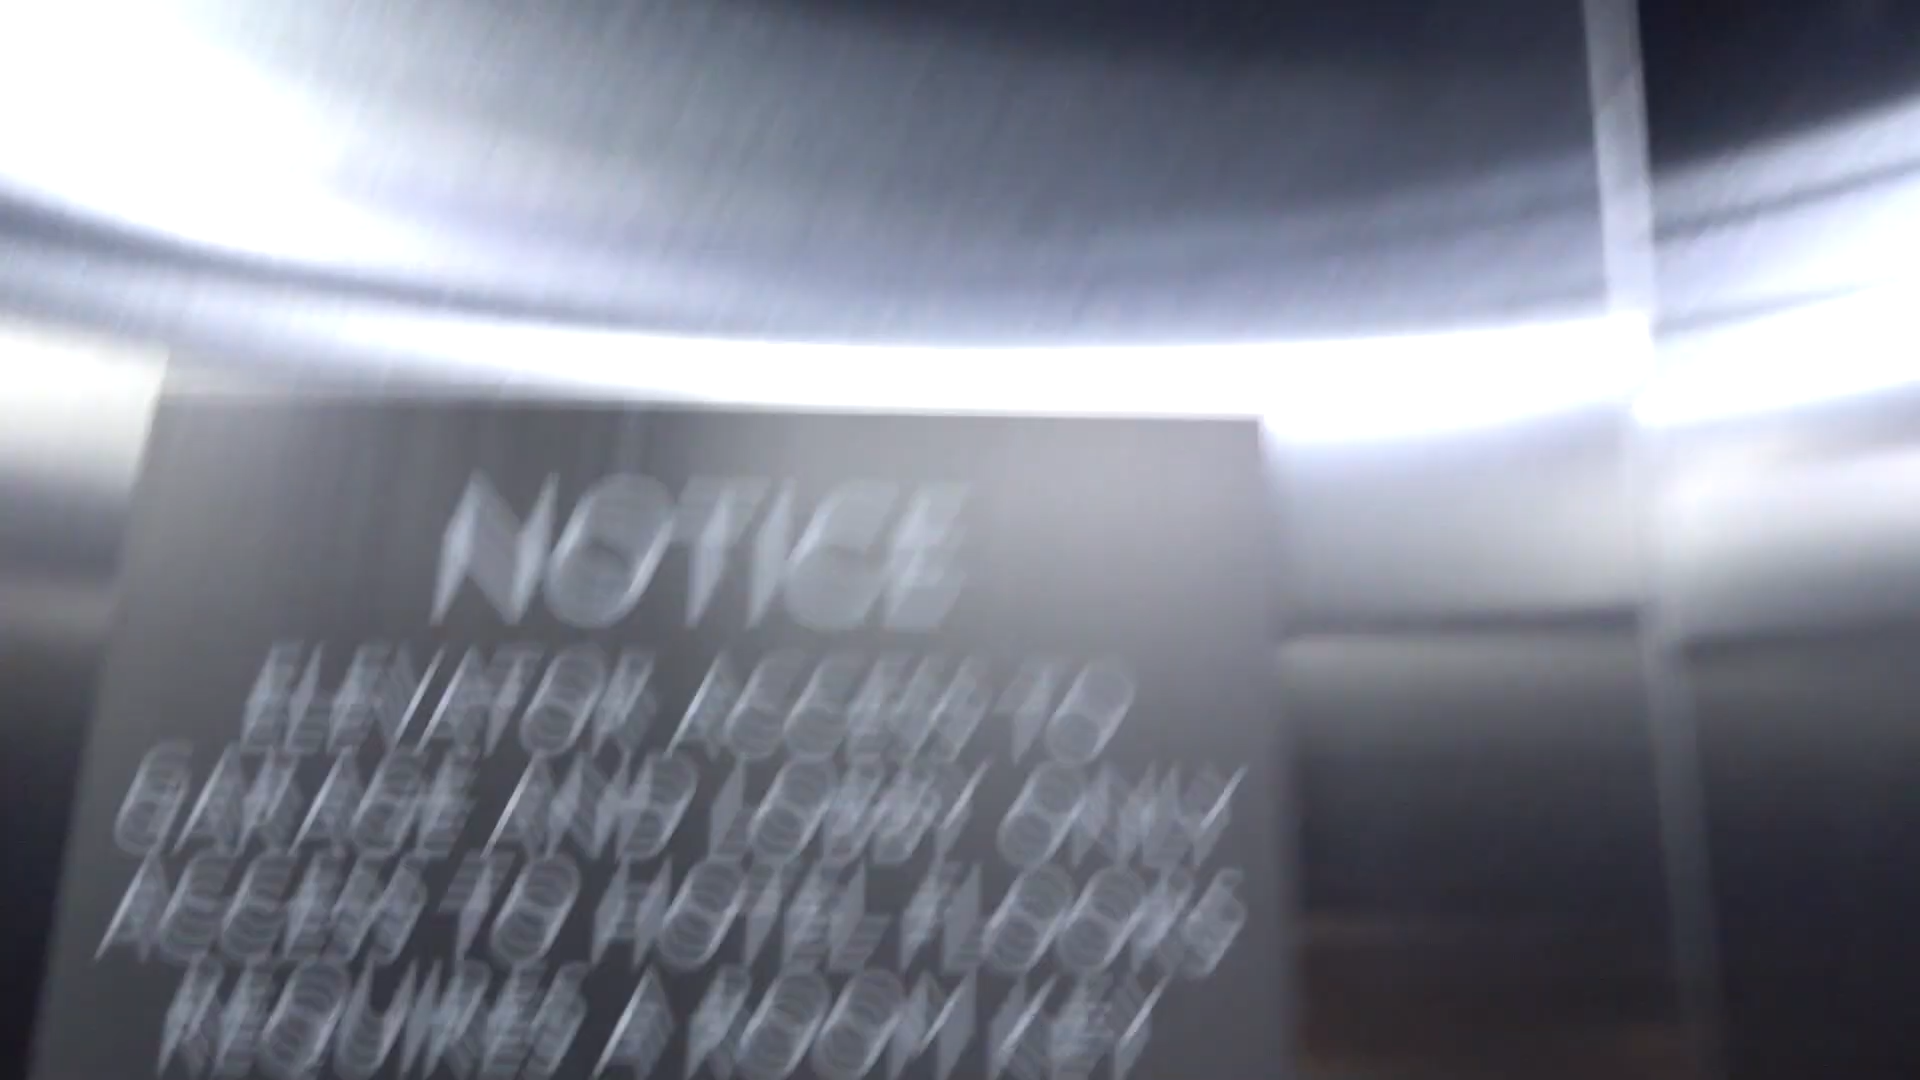 NOTICE
ELEVATOR ACCESS TO
GARAGE AND LOBBY ONLY
ACCESS TO HOTEL FLOORS
REQUIRES A ROOM KEY